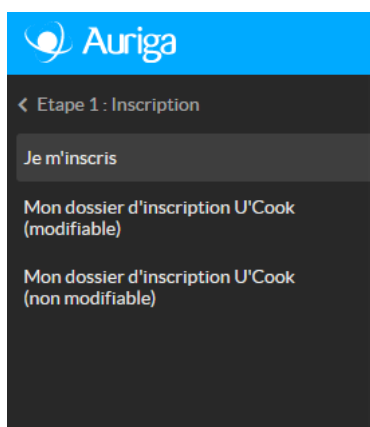 Auriga
Etape 1 : Inscription
Je m'inscris
Mon dossier d'inscription U'Cook
(modifiable)
Mon dossier d'inscription U'Cook
(non modifiable)